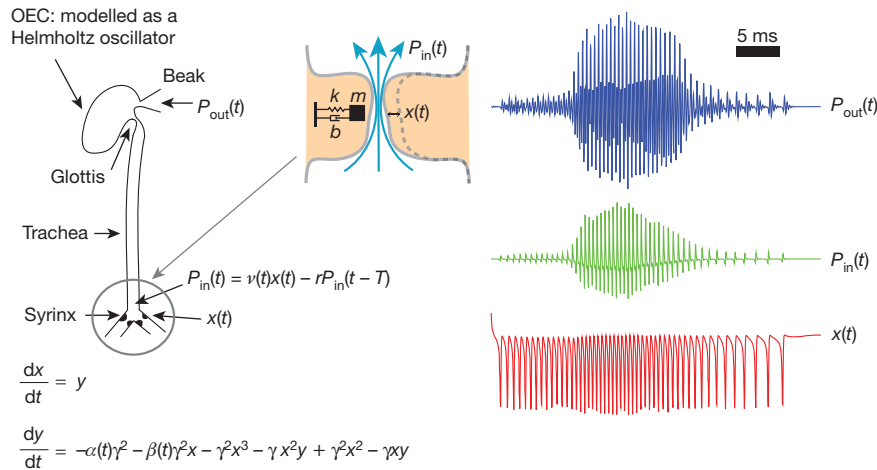 OEC: modelled as a
Helmholtz oscillator
Beak
P_out(t)
Glottis
Trachea
P_in(t) = ν(t)x(t) − rP_in(t − T)
Syrinx
x(t)
dx/dt = y
dy/dt = −α(t)γ² − β(t)γ²x − γ²x³ − γx²y + γ²x² − γxy
P_in(t)
k
m
b
x(t)
5 ms
P_out(t)
P_in(t)
x(t)